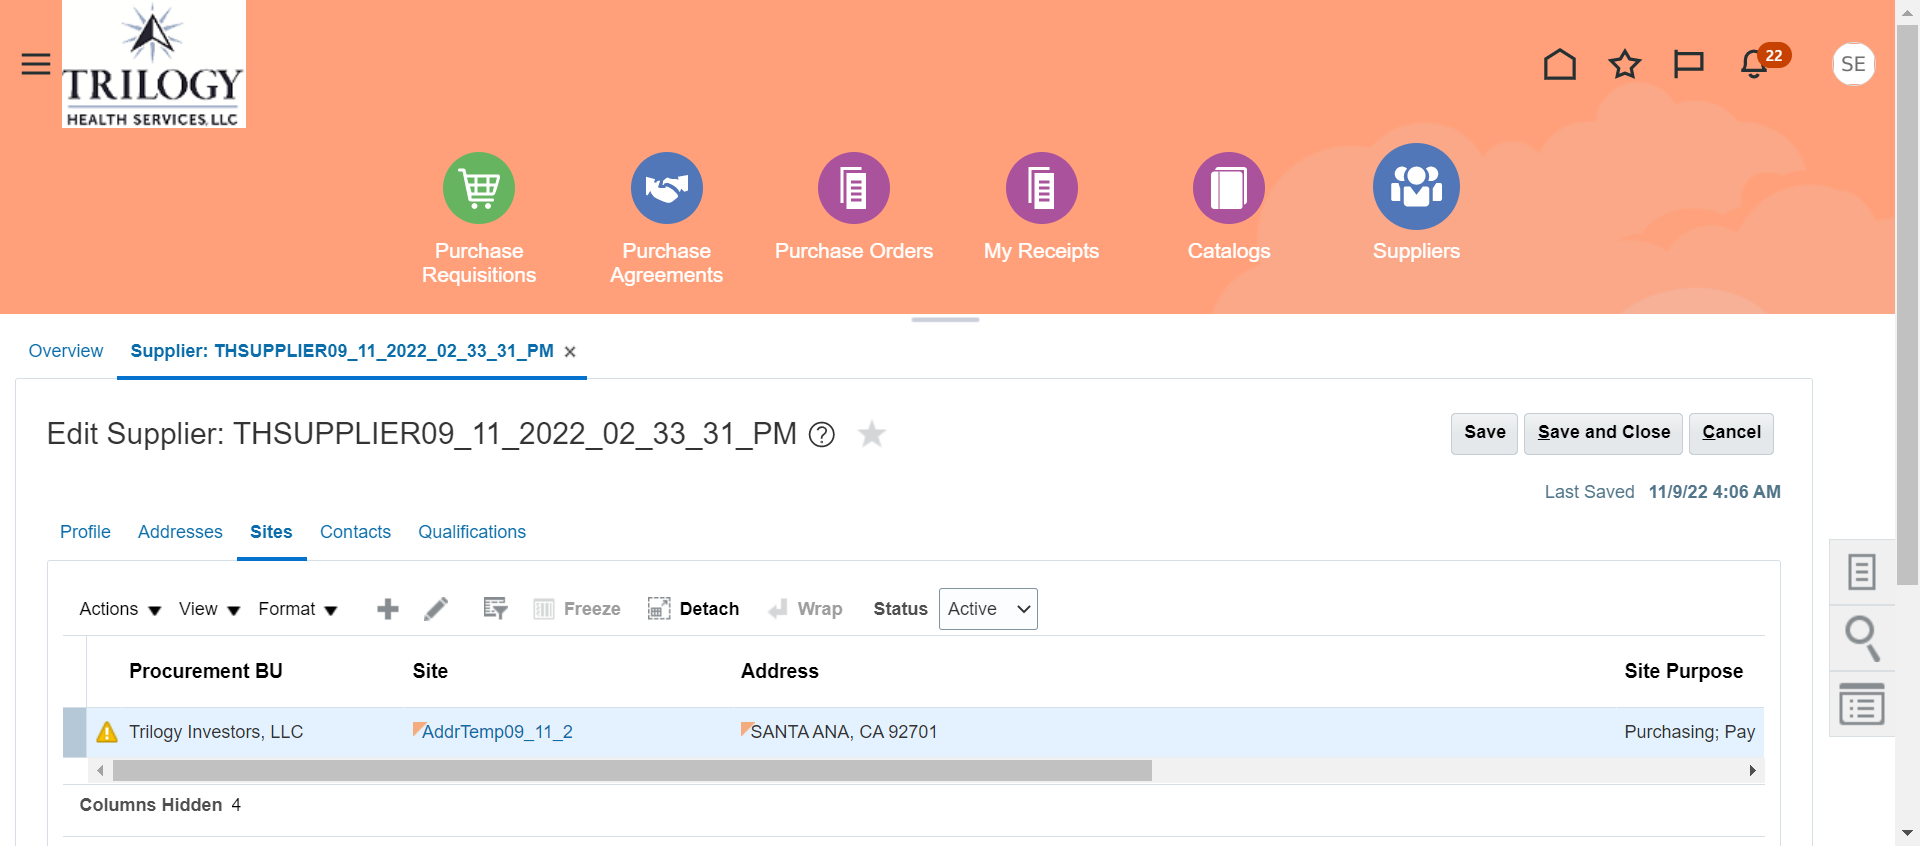 TRILOGY
HEALTH SERVICES, LLC
22
SE
Purchase Requisitions
Purchase Agreements
Purchase Orders
My Receipts
Catalogs
Suppliers
Overview
Supplier: THSUPPLIER09_11_2022_02_33_31_PM
Edit Supplier: THSUPPLIER09_11_2022_02_33_31_PM
Save
Save and Close
Cancel
Last Saved 11/9/22 4:06 AM
Profile
Addresses
Sites
Contacts
Qualifications
Actions
View
Format
Freeze
Detach
Wrap
Status
Active
Procurement BU
Site
Address
Site Purpose
Trilogy Investors, LLC
AddrTemp09_11_2
SANTA ANA, CA 92701
Purchasing; Pay
Columns Hidden 4